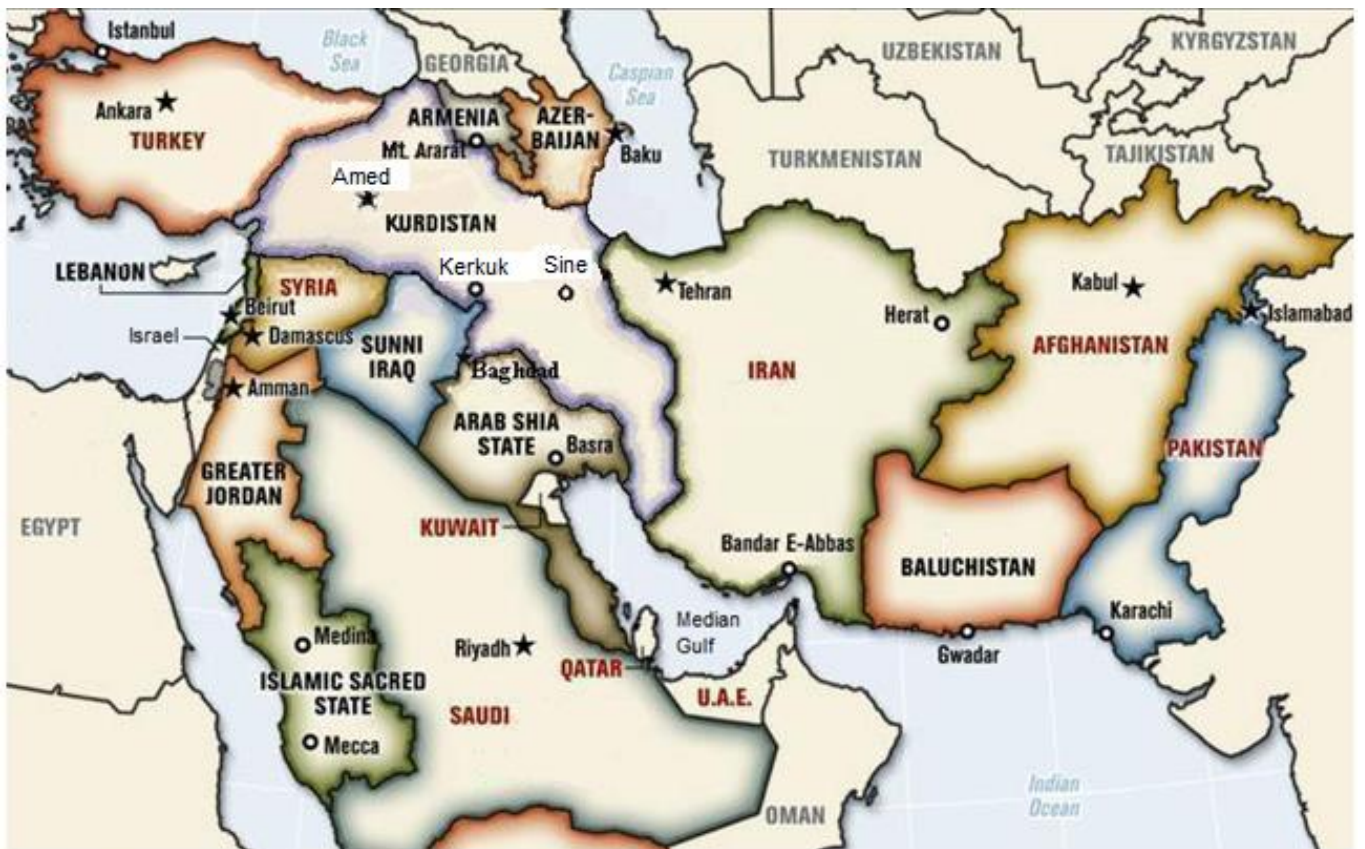 Istanbul
Black
Sea
GEORGIA
Caspian
Sea
UZBEKISTAN
KYRGYZSTAN
Ankara
TURKEY
ARMENIA
AZER-
BAIJAN
Baku
Mt. Ararat
TURKMENISTAN
TAJIKISTAN
Amed
KURDISTAN
LEBANON
SYRIA
Kerkuk
Sine
Tehran
Kabul
Beirut
Herat
Islamabad
Israel
Damascus
SUNNI
IRAQ
AFGHANISTAN
Baghdad
IRAN
Amman
ARAB SHIA
STATE
Basra
PAKISTAN
GREATER
JORDAN
EGYPT
KUWAIT
Bandar E-Abbas
BALUCHISTAN
Karachi
Median
Gulf
Medina
Riyadh
QATAR
Gwadar
ISLAMIC SACRED
STATE
U.A.E.
SAUDI
Mecca
Indian
Ocean
OMAN